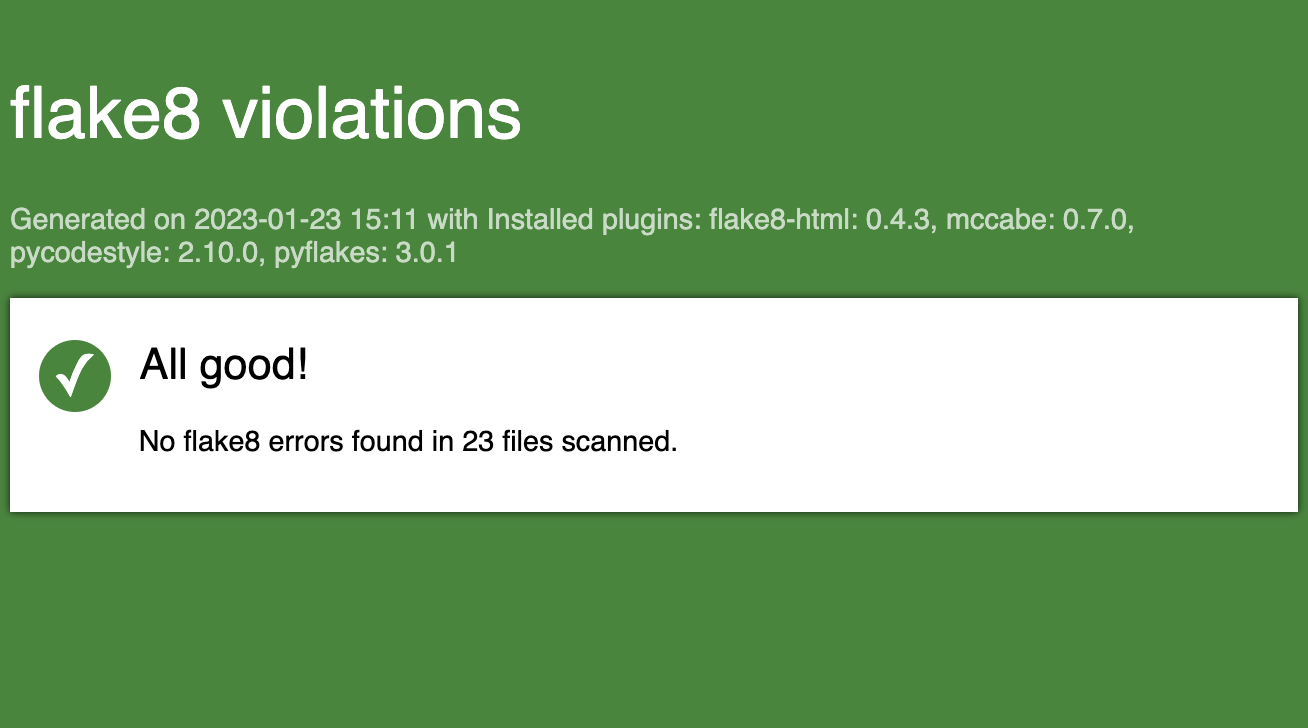 flake8 violations
Generated on 2023-01-23 15:11 with Installed plugins: flake8-html: 0.4.3, mccabe: 0.7.0,
pycodestyle: 2.10.0, pyflakes: 3.0.1
All good!
No flake8 errors found in 23 files scanned.